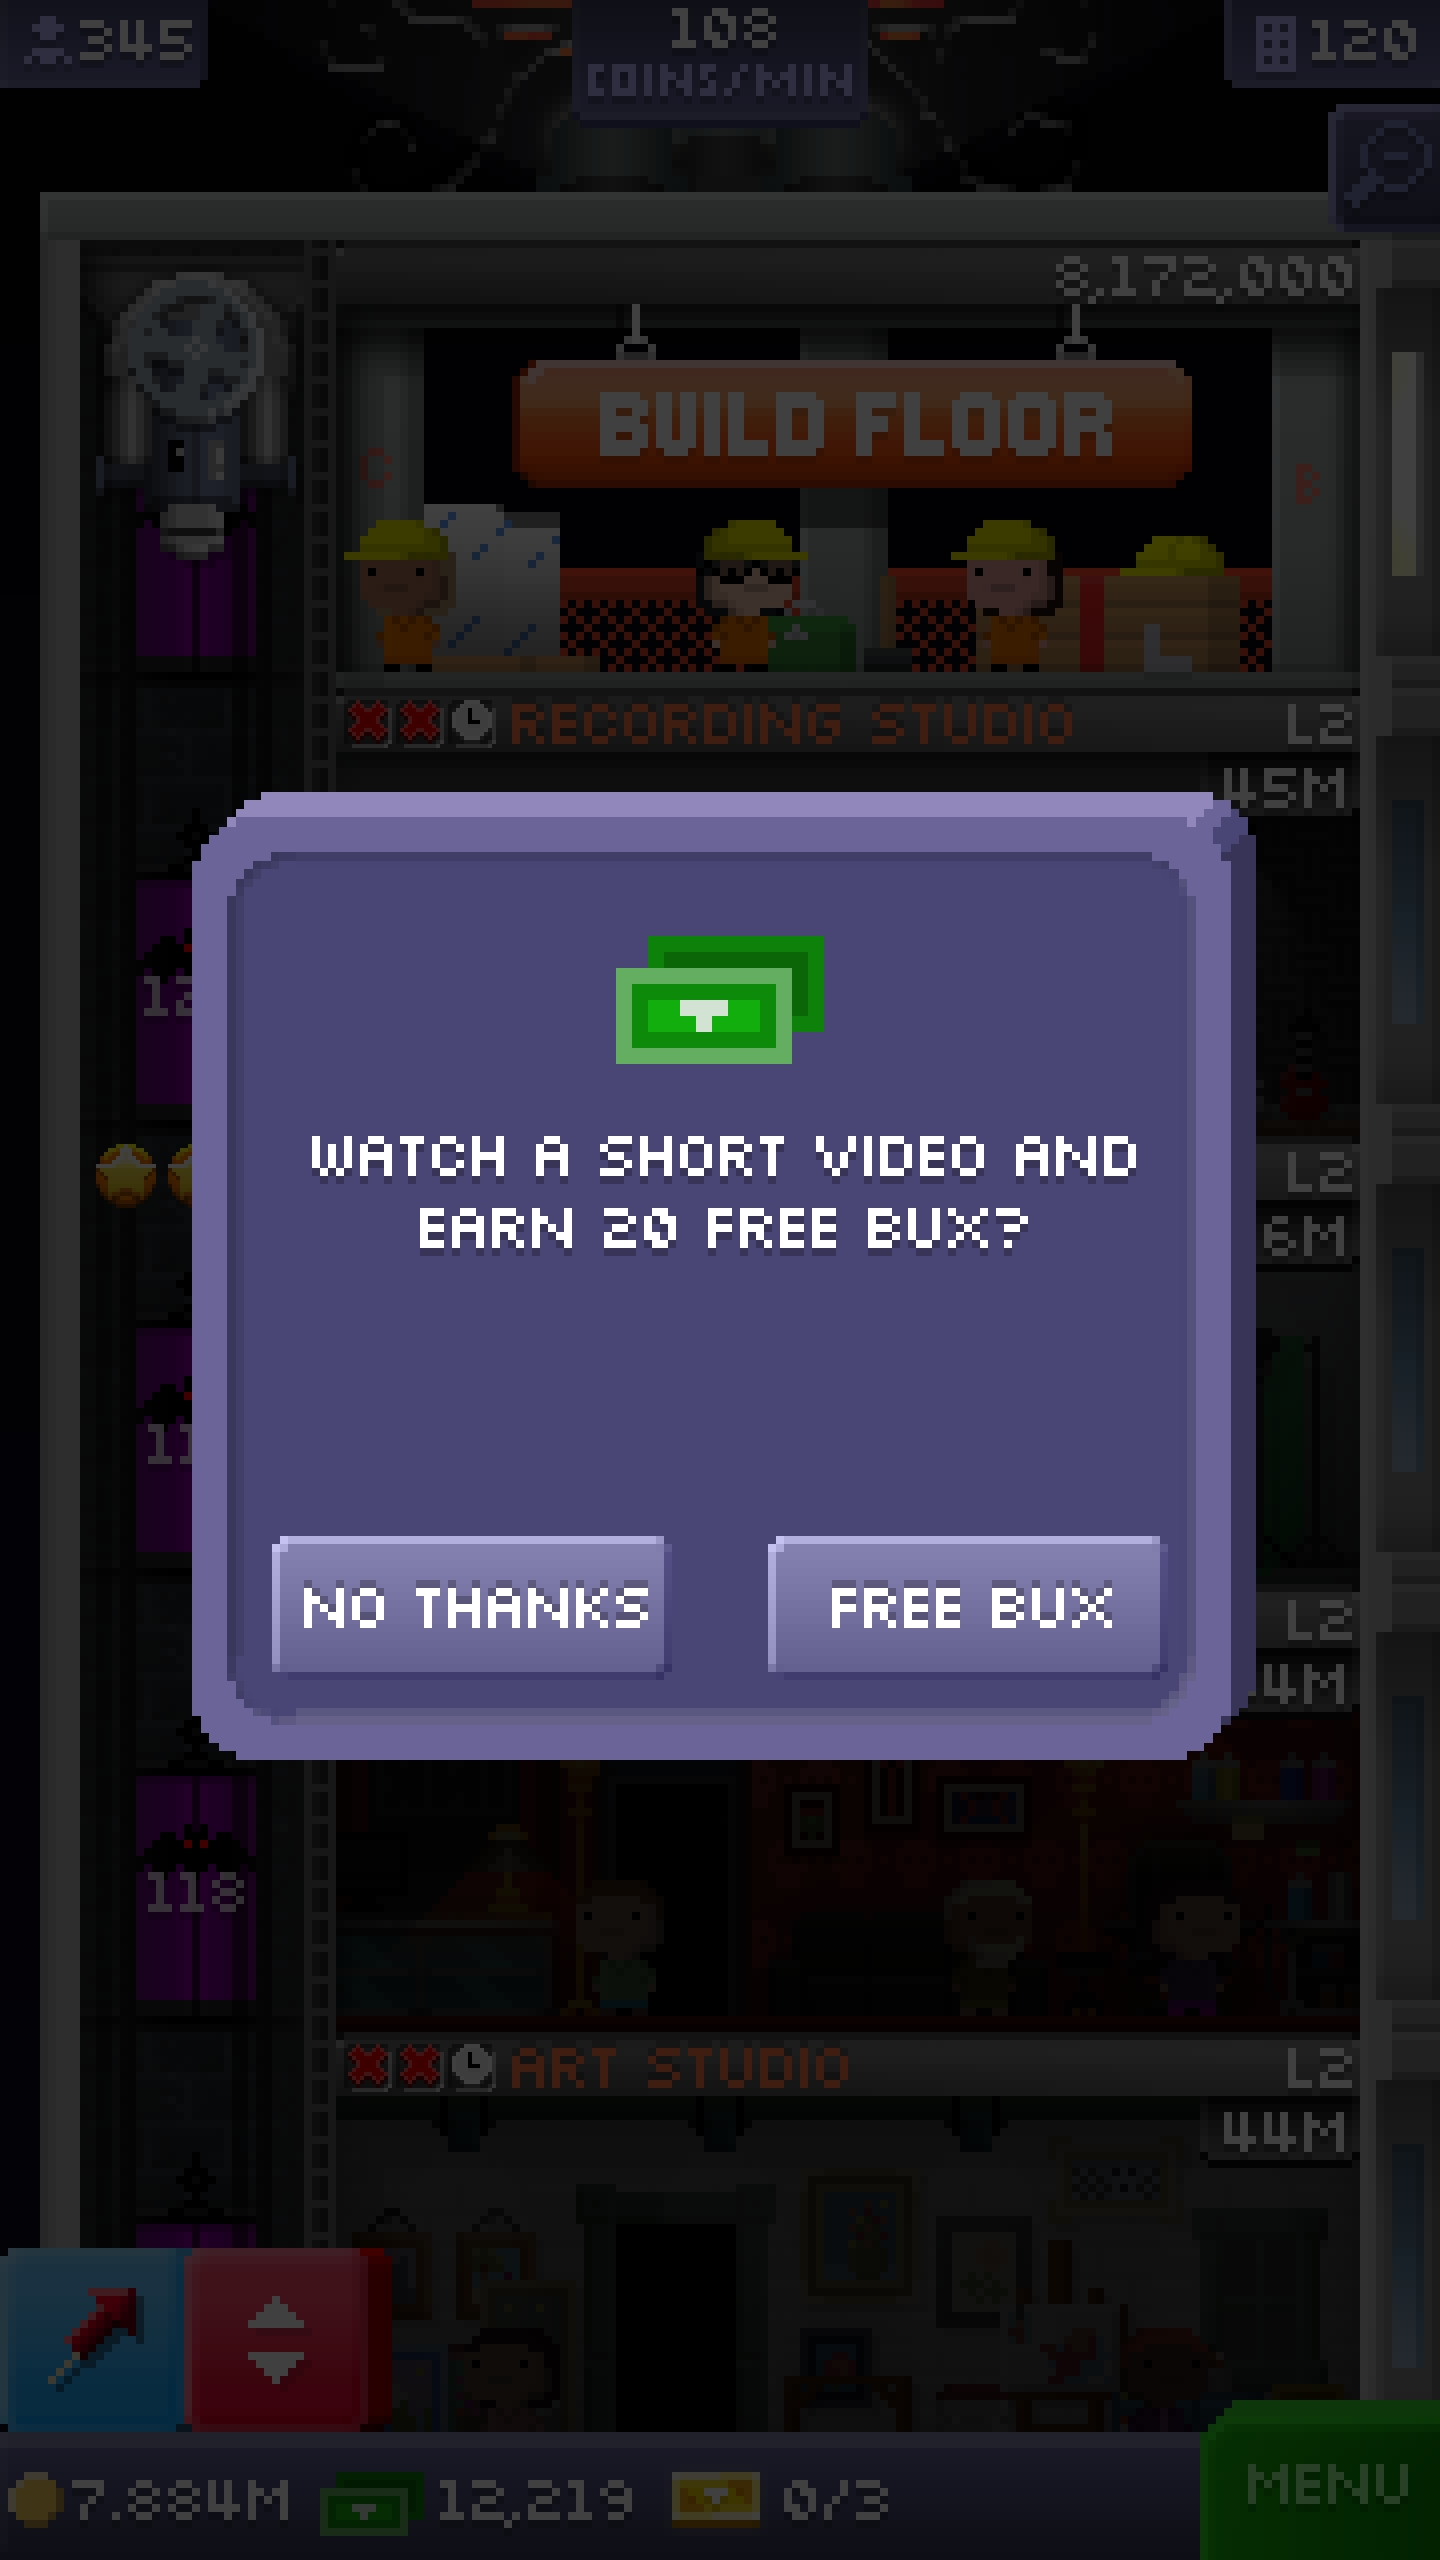 345
108
COINS/MIN
120
8,172,000
BUILD FLOOR
C
B
RECORDING STUDIO
L2
45M
L2
6M
WATCH A SHORT VIDEO AND
EARN 20 FREE BUX?
NO THANKS
FREE BUX
L2
4M
118
ART STUDIO
L2
44M
7.884M
12,219
0/3
MENU